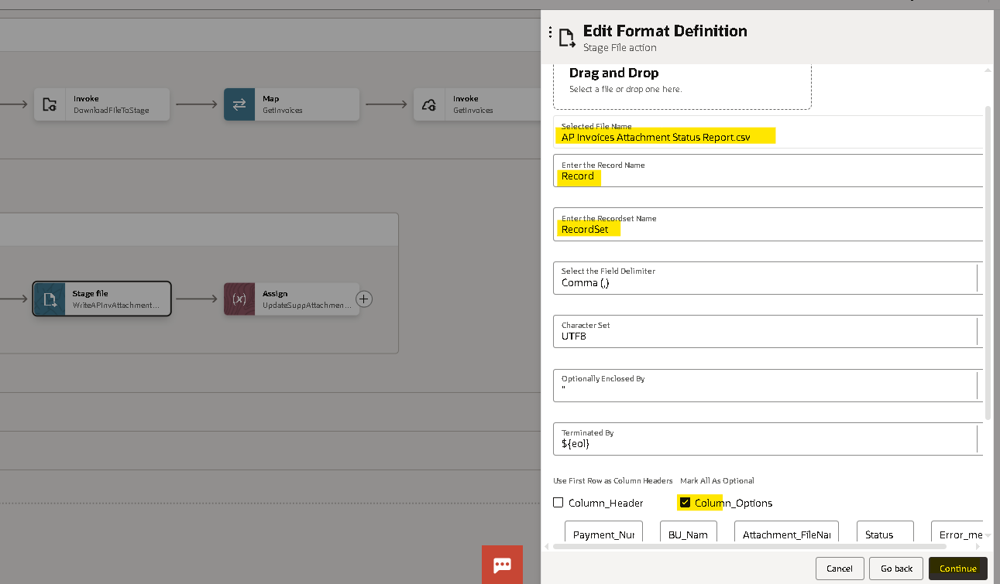 Edit Format Definition
Stage File action
Drag and Drop
Select a file or drop one here.
Invoke
DownloadFIleToStage
Map
GetInvoices
Invoke
GetInvoices
Selected File Name
AP Invoices Attachment Status Report.csv
Enter the Record Name
Record
Enter the Recordset Name
RecordSet
Select the Field Delimiter
Comma (,)
Stage file
WriteAPInvAttachment...
Assign
UpdateSuppAttachmen...
Character Set
UTF8
Optionally Enclosed By
"
Terminated By
${eol}
Use First Row as Column Headers Mark All As Optional
Column_Header Column_Options
Payment_Nur BU_Nam Attachment_FileNai Status Error_me
Cancel Go back Continue